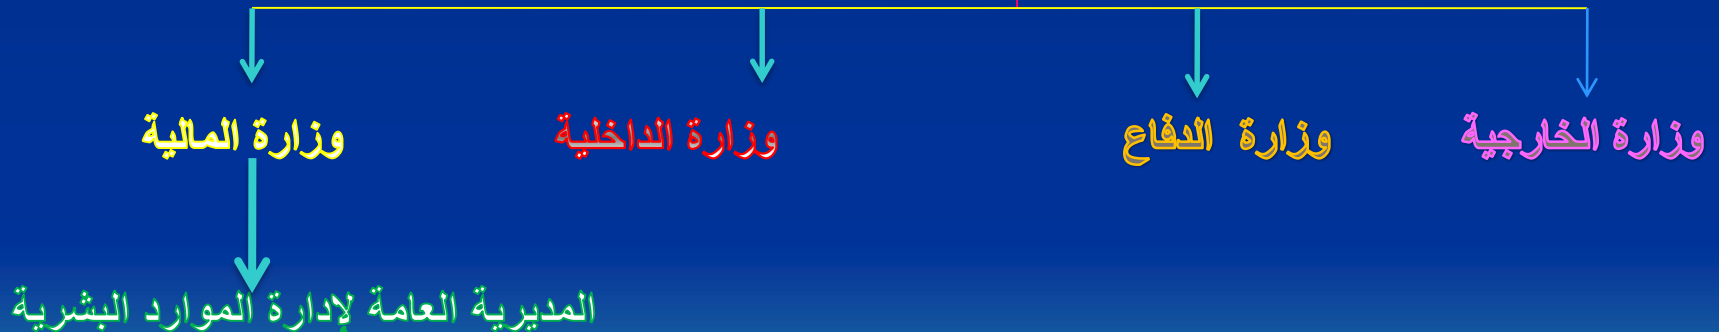 وزارة الخارجية
وزارة الدفاع
وزارة الداخلية
وزارة المالية
المديرية العامة لإدارة الموارد البشرية